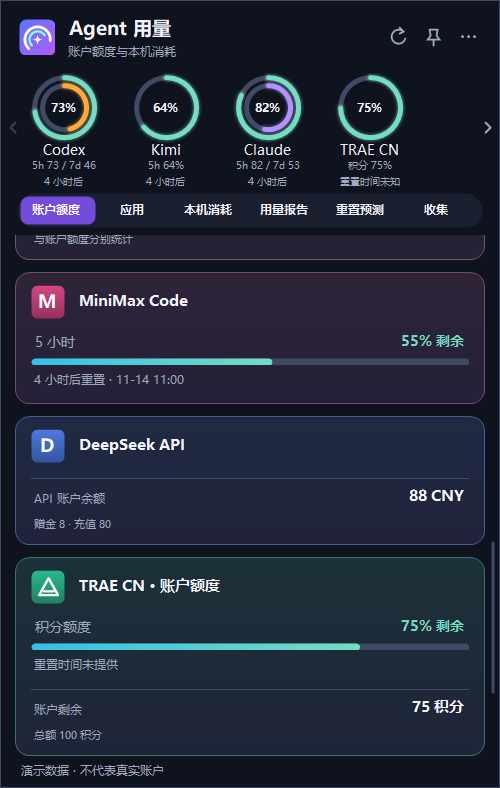 Agent 用量
账户额度与本机消耗
73%
64%
82%
75%
Codex
Kimi
Claude
TRAE CN
5h 73 / 7d 46
5h 64%
5h 82 / 7d 53
积分 75%
4 小时后
4 小时后
4 小时后
重置时间未知
账户额度
应用
本机消耗
用量报告
重置预测
收集
与账户额度分别统计
M
MiniMax Code
5 小时
55% 剩余
4 小时后重置 · 11-14 11:00
D
DeepSeek API
API 账户余额
88 CNY
赠金 8 · 充值 80
TRAE CN • 账户额度
积分额度
75% 剩余
重置时间未提供
账户剩余
75 积分
总额 100 积分
演示数据 · 不代表真实账户